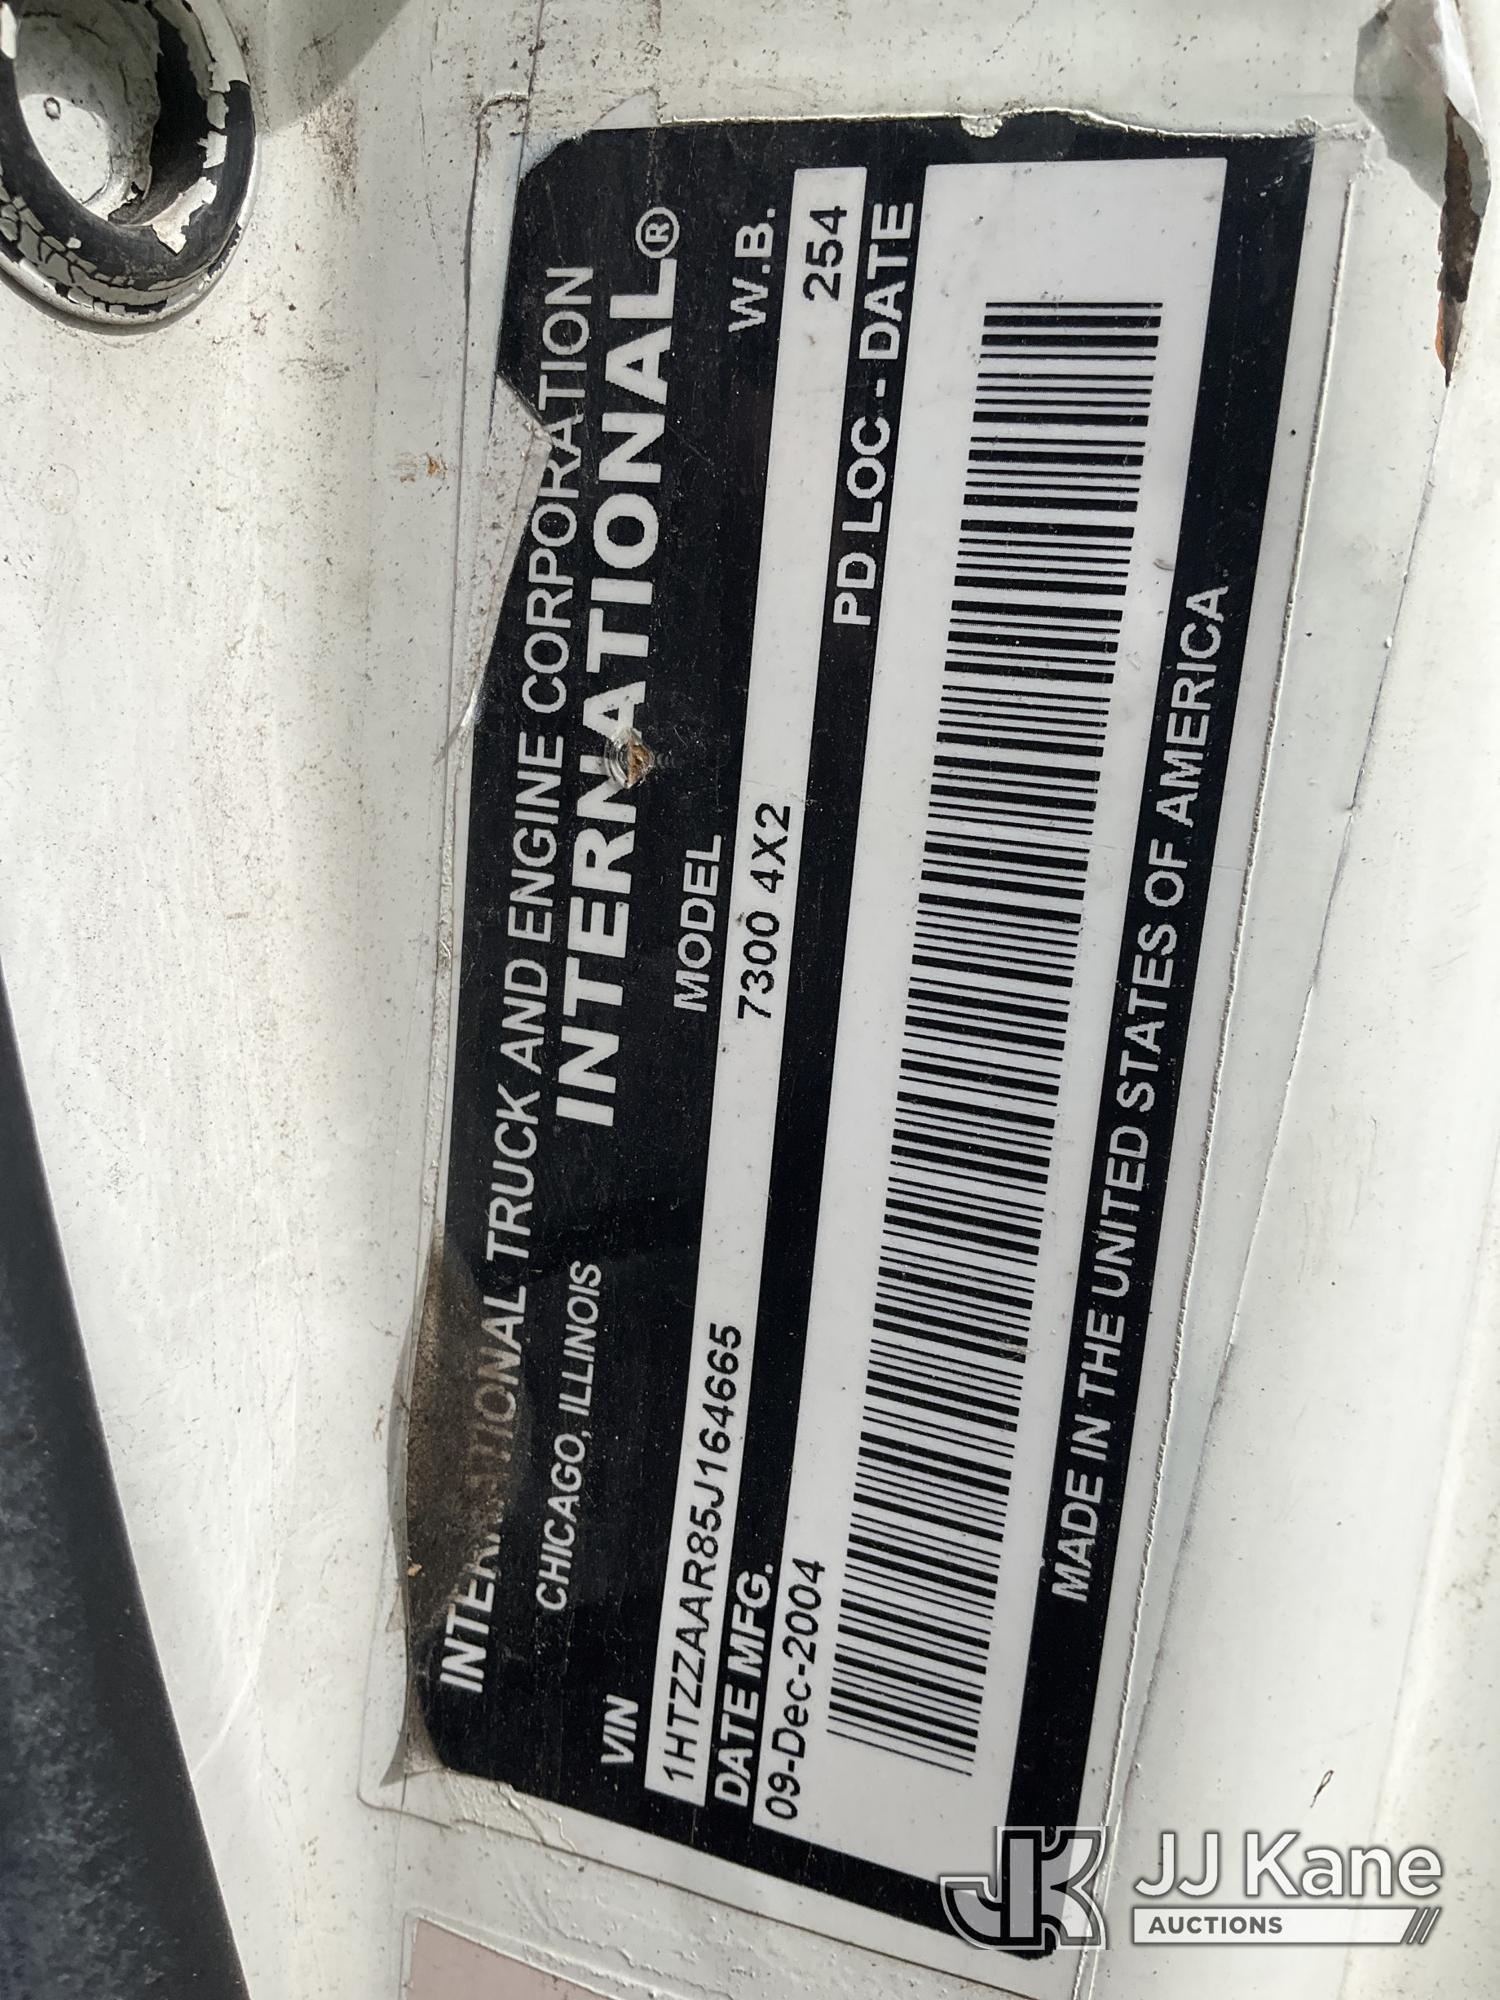 INTERNATIONAL TRUCK AND ENGINE CORPORATION
CHICAGO, ILLINOIS
INTERNATIONAL®
VIN MODEL W.B.
1HTZZAAR85J164665 7300 4X2 254
DATE MFG. PD LOC - DATE
09-Dec-2004
MADE IN THE UNITED STATES OF AMERICA
JK JJ Kane
AUCTIONS